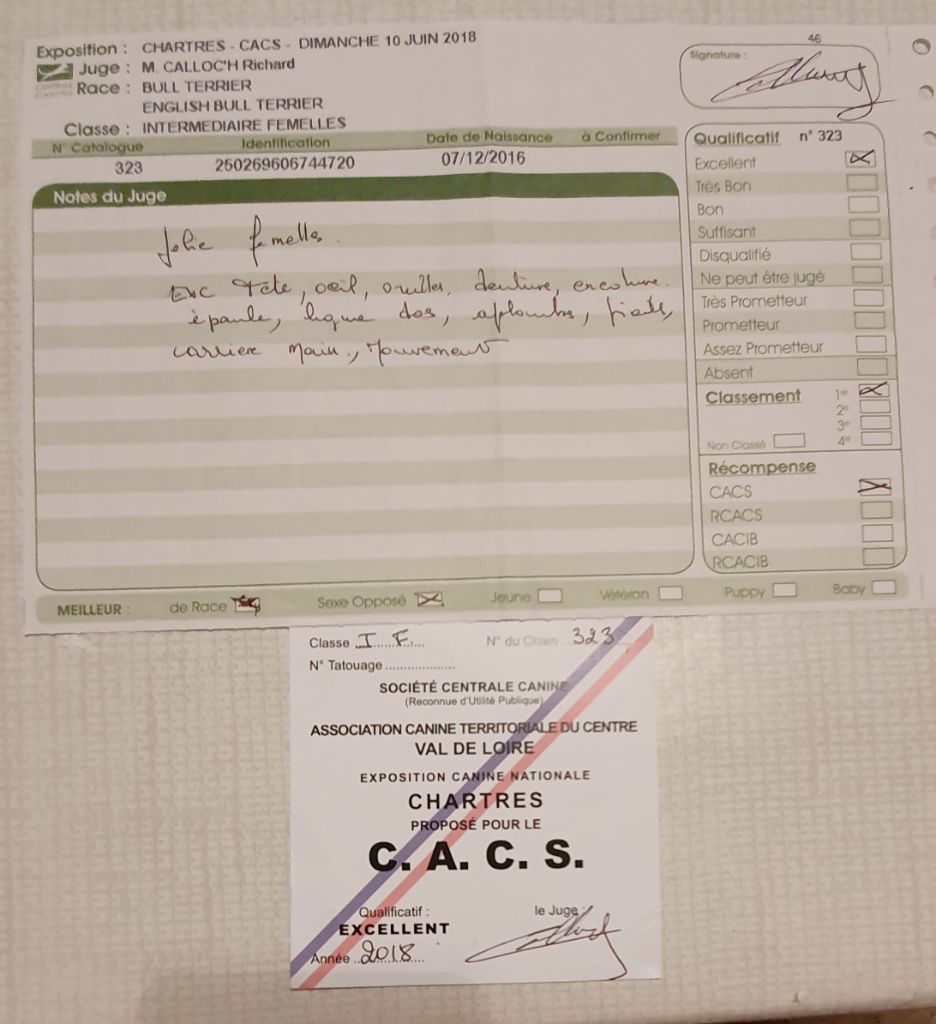 46
Exposition : CHARTRES - CACS - DIMANCHE 10 JUIN 2018
Juge : M. CALLOC'H Richard
Race : BULL TERRIER
ENGLISH BULL TERRIER
Classe : INTERMEDIAIRE FEMELLES
Signature :
N° Catalogue Identification Date de Naissance à Confirmer
323 250269606744720 07/12/2016
Notes du Juge
Jolie femelle.
Exc Tête, oeil, oreilles, denture, encolure
épaule, ligne dos, aplombs, pieds,
carriere main, Mouvement
Qualificatif n° 323
Excellent
Très Bon
Bon
Suffisant
Disqualifié
Ne peut être jugé
Très Prometteur
Prometteur
Assez Prometteur
Absent
Classement 1er
2e
3e
Non Classé 4e
Récompense
CACS
RCACS
CACIB
RCACIB
MEILLEUR : de Race Sexe Opposé Jeune Vétéran Puppy Baby
Classe I F N° du Chien 323
N° Tatouage
SOCIÉTÉ CENTRALE CANINE
(Reconnue d'Utilité Publique)
ASSOCIATION CANINE TERRITORIALE DU CENTRE
VAL DE LOIRE
EXPOSITION CANINE NATIONALE
CHARTRES
PROPOSÉ POUR LE
C. A. C. S.
Qualificatif : le Juge :
EXCELLENT
Année 2018